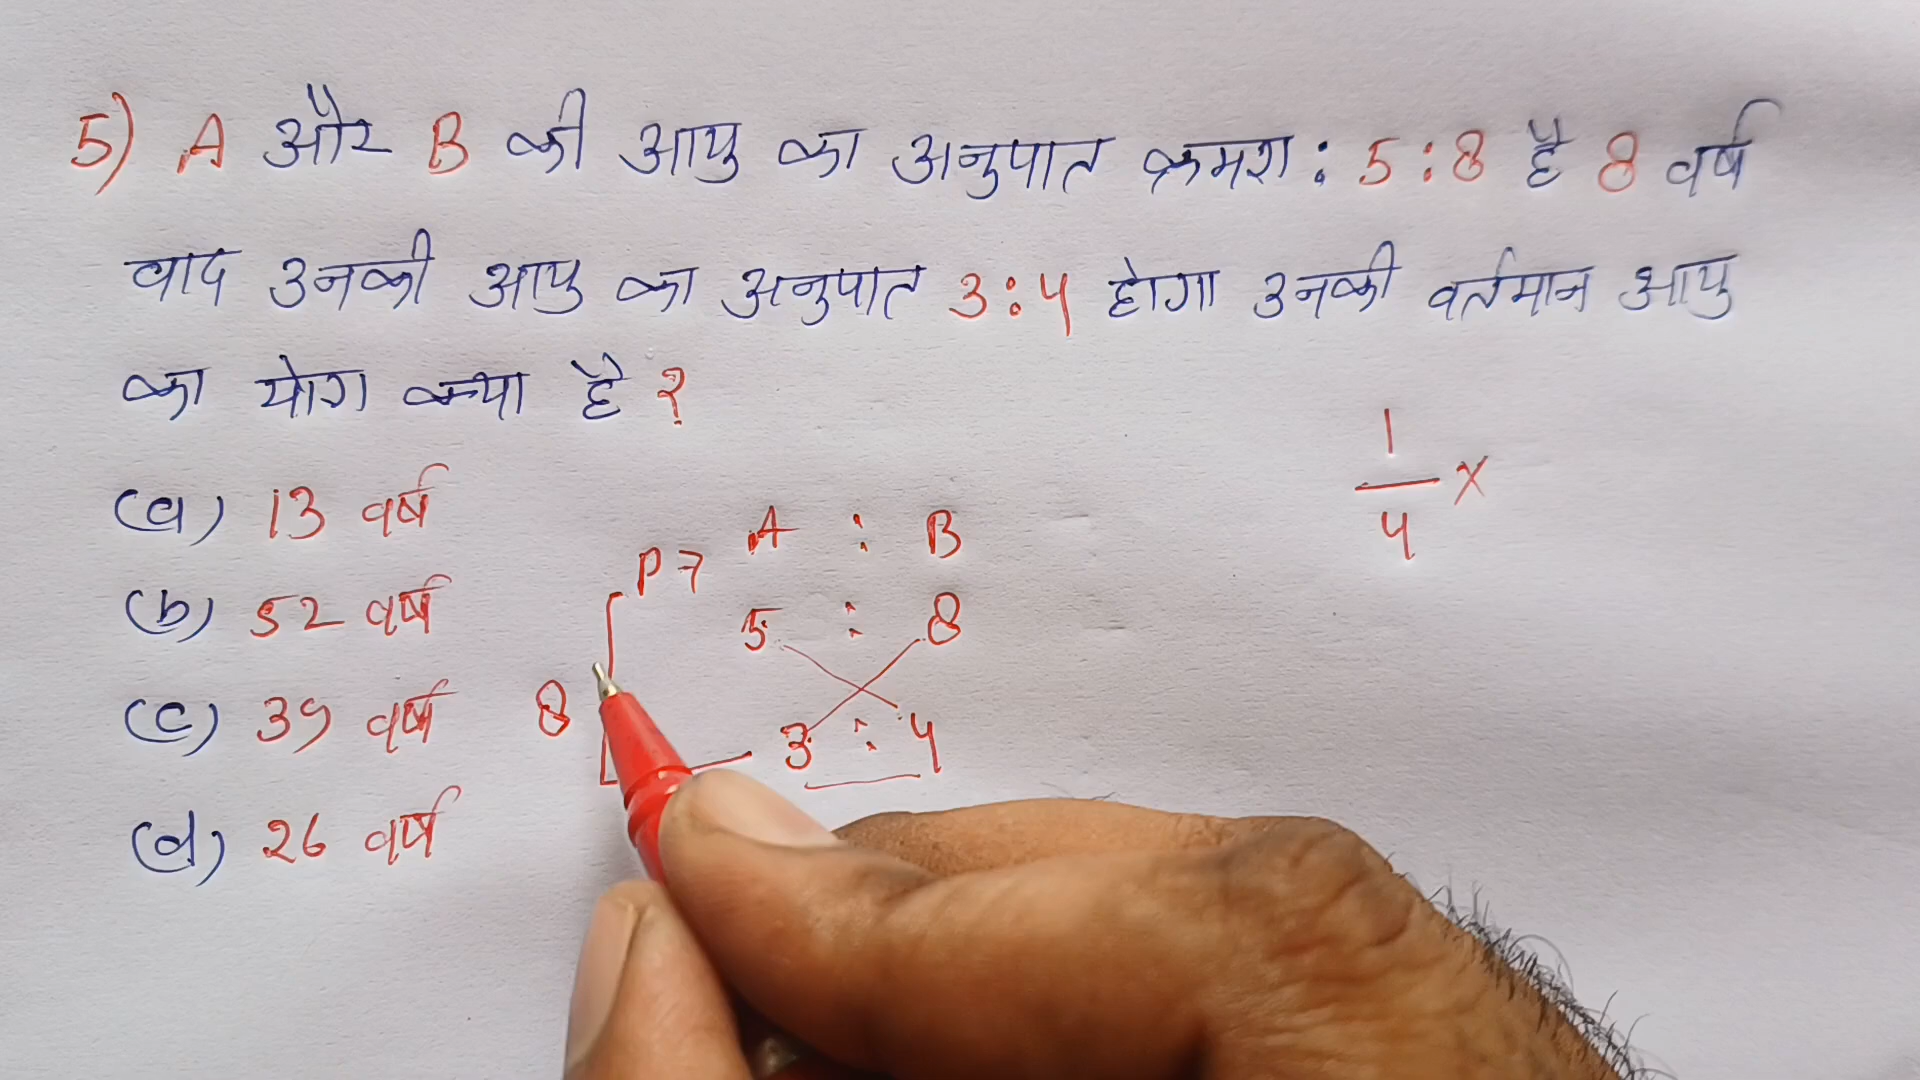 5) A और B की आयु का अनुपात क्रमश: 5:8 है 8 वर्ष
बाद उनकी आयु का अनुपात 3:4 होगा उनकी वर्तमान आयु
का योग क्या है ?
(a) 13 वर्ष
(b) 52 वर्ष
(c) 39 वर्ष
(d) 26 वर्ष
A : B
P7
5 : 8
8
3 : 4
1
— x
4